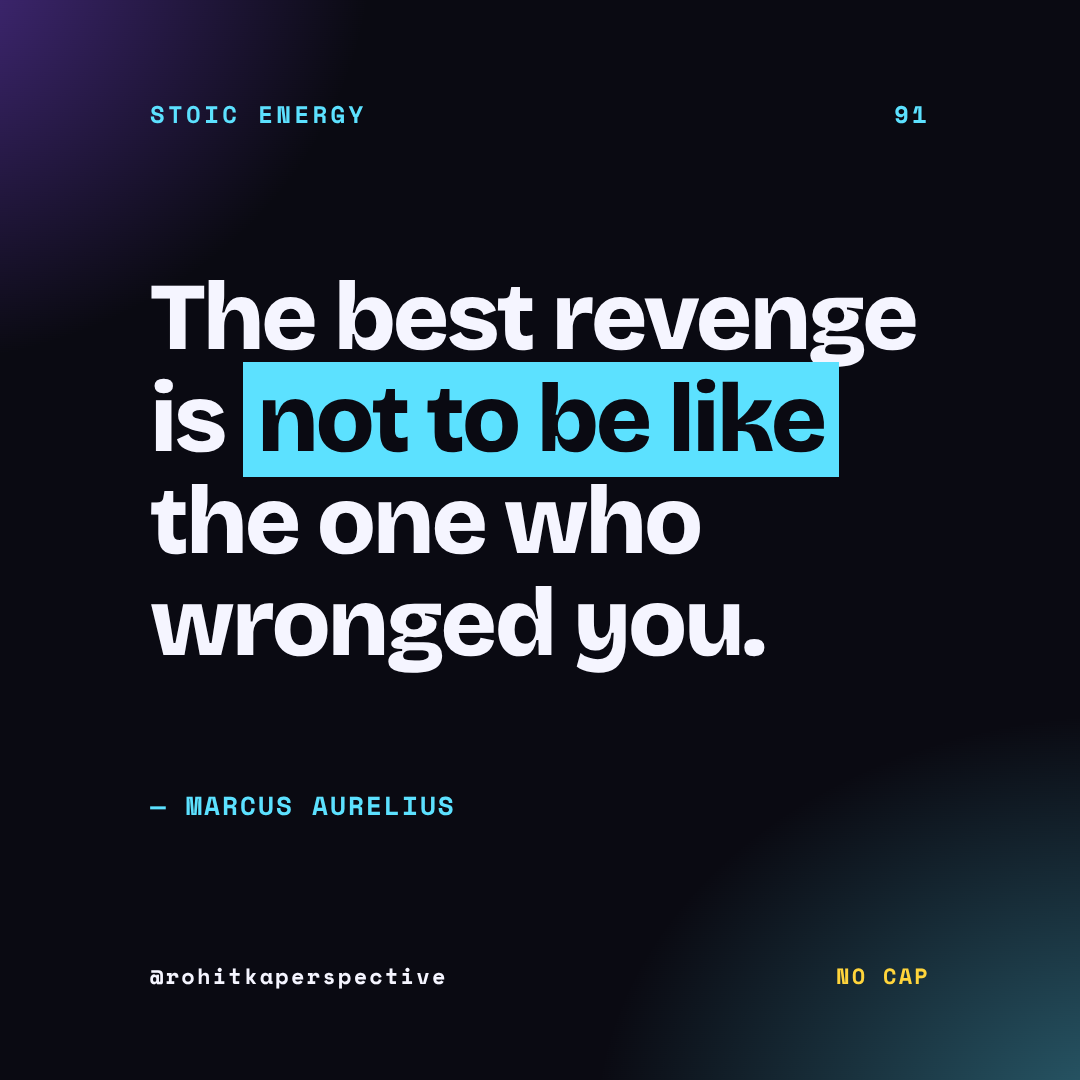 STOIC ENERGY
91
The best revenge
is not to be like
the one who
wronged you.
— MARCUS AURELIUS
@rohitkaperspective
NO CAP